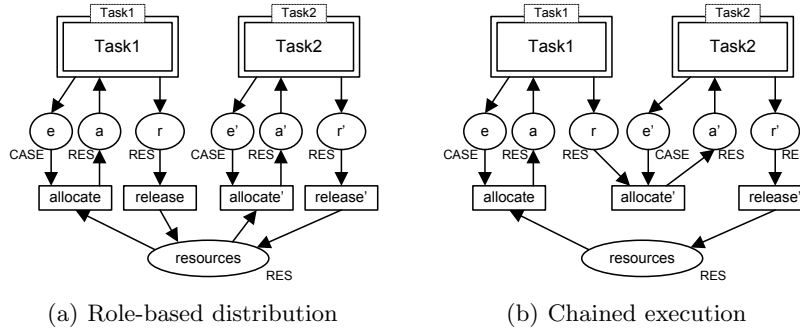 Task1
Task1
Task2
Task2
e
a
r
e'
a'
r'
CASE
RES
RES
CASE
RES
RES
allocate
release
allocate'
release'
resources
RES
(a) Role-based distribution
Task1
Task1
Task2
Task2
e
a
r
e'
a'
r'
CASE
RES
RES
CASE
RES
RES
allocate
allocate'
release'
resources
RES
(b) Chained execution